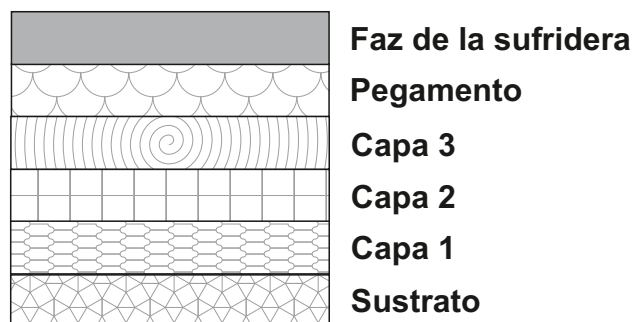 Faz de la sufridera
Pegamento
Capa 3
Capa 2
Capa 1
Sustrato